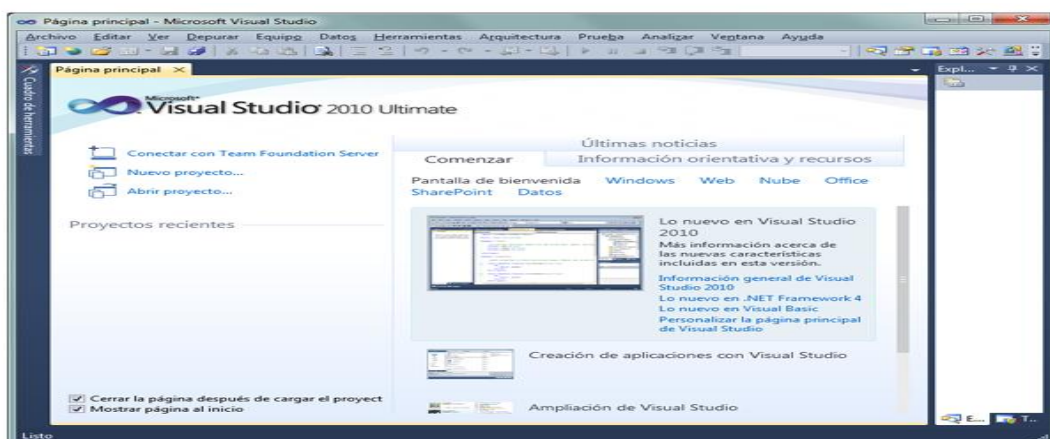 Página principal - Microsoft Visual Studio
Archivo Editar Ver Depurar Equipo Datos Herramientas Arquitectura Prueba Analizar Ventana Ayuda
Página principal
Expl...
Cuadro de herramientas
Microsoft
Visual Studio 2010 Ultimate
Conectar con Team Foundation Server
Nuevo proyecto...
Abrir proyecto...
Proyectos recientes
Cerrar la página después de cargar el proyect
Mostrar página al inicio
Últimas noticias
Comenzar
Información orientativa y recursos
Pantalla de bienvenida Windows Web Nube Office
SharePoint Datos
Lo nuevo en Visual Studio
2010
Más información acerca de
las nuevas características
incluidas en esta versión.
Información general de Visual
Studio 2010
Lo nuevo en .NET Framework 4
Lo nuevo en Visual Basic
Personalizar la página principal
de Visual Studio
Creación de aplicaciones con Visual Studio
Ampliación de Visual Studio
E... T..
Listo